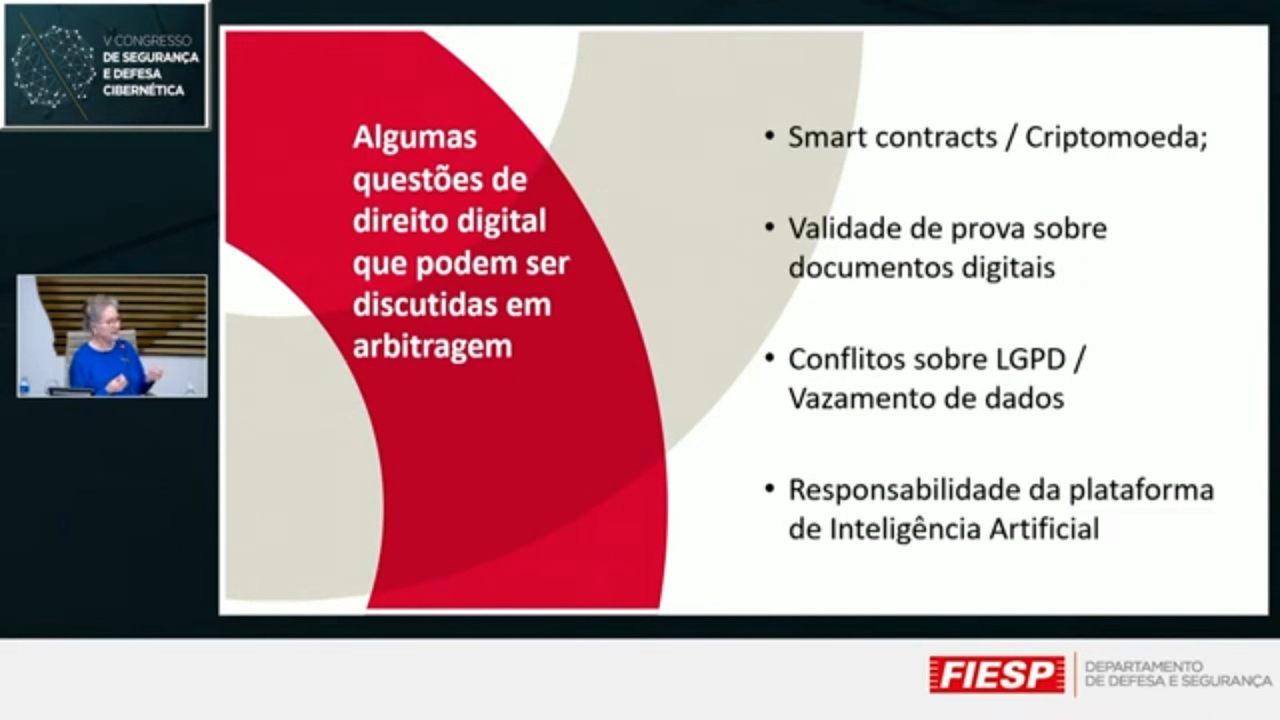 V CONGRESSO
DE SEGURANÇA
E DEFESA
CIBERNÉTICA
Algumas
questões de
direito digital
que podem ser
discutidas em
arbitragem
• Smart contracts / Criptomoeda;
• Validade de prova sobre
documentos digitais
• Conflitos sobre LGPD /
Vazamento de dados
• Responsabilidade da plataforma
de Inteligência Artificial
FIESP
DEPARTAMENTO
DE DEFESA E SEGURANÇA